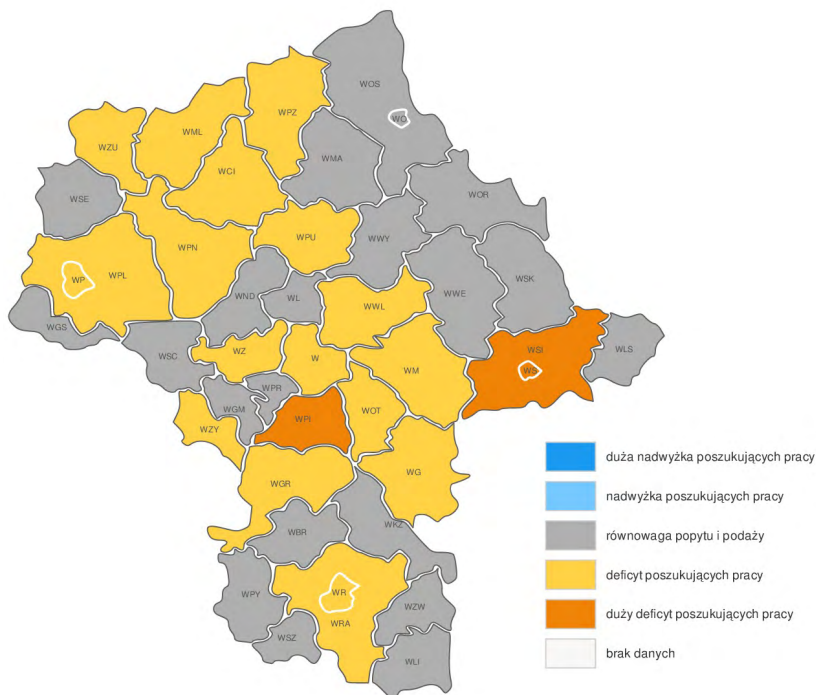 WOS
WO
WPZ
WML
WZU
WMA
WCI
WOR
WSE
WPU
WWY
WPN
WPL
WP
WSK
WWE
WND
WL
WWL
WGS
WSC
WZ
W
WSI
WLS
WM
WS
WPR
WGM
WOT
WPI
WZY
WG
WGR
WKZ
WBR
WPY
WR
WZW
WRA
WSZ
WLI
duża nadwyżka poszukujących pracy
nadwyżka poszukujących pracy
równowaga popytu i podaży
deficyt poszukujących pracy
duży deficyt poszukujących pracy
brak danych